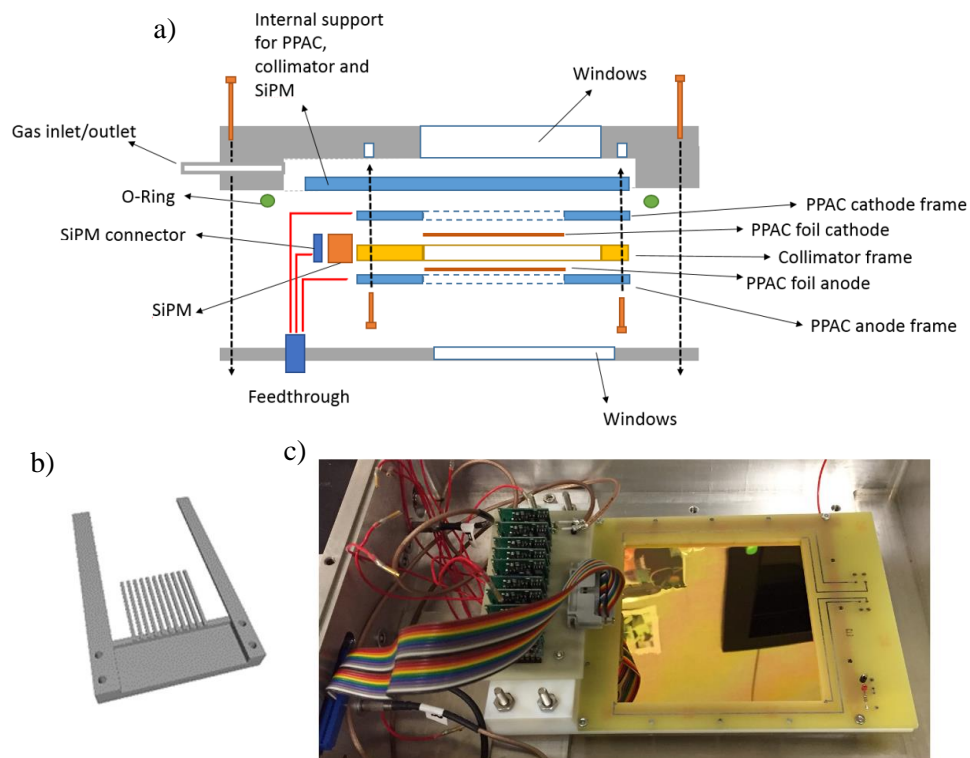 a)
Internal support
for PPAC,
collimator and
SiPM
Windows
Gas inlet/outlet
O-Ring
SiPM connector
SiPM
PPAC cathode frame
PPAC foil cathode
Collimator frame
PPAC foil anode
PPAC anode frame
Feedthrough
Windows
b)
c)